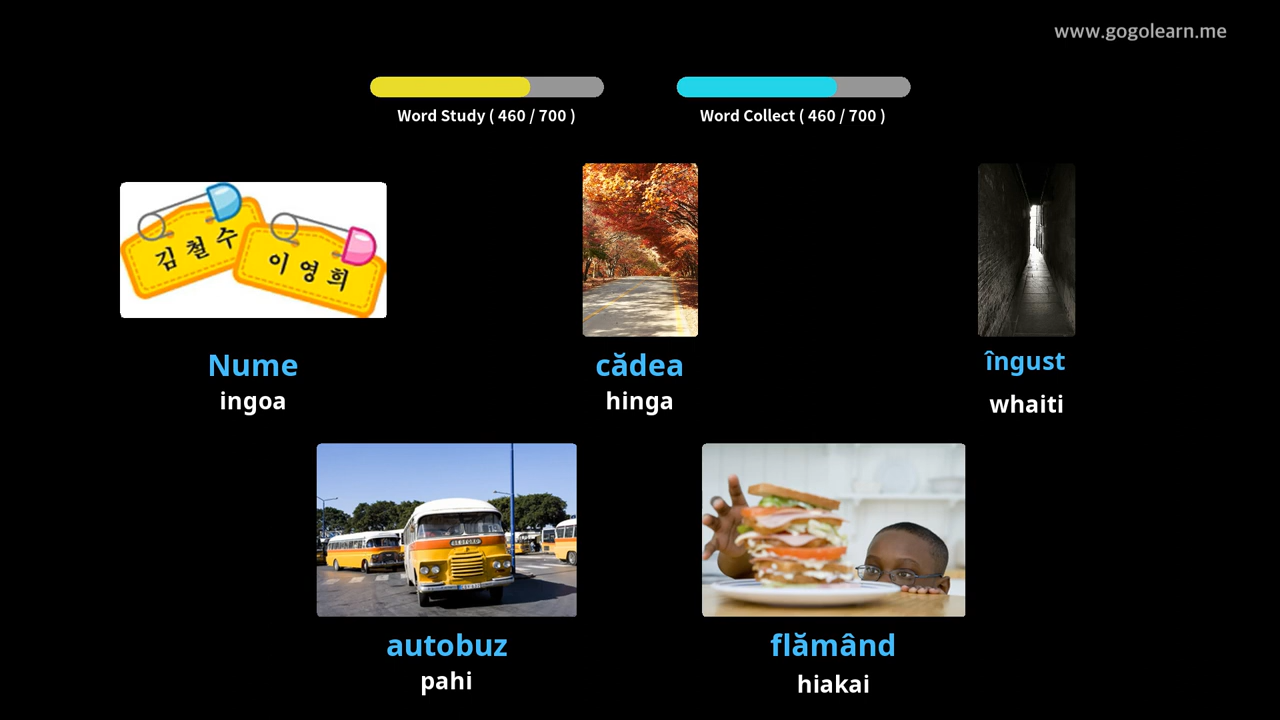 www.gogolearn.me
Word Study ( 460 / 700 )
Word Collect ( 460 / 700 )
김철수
이영희
Nume
ingoa
cădea
hinga
îngust
whaiti
BEDFORD
autobuz
pahi
flămând
hiakai